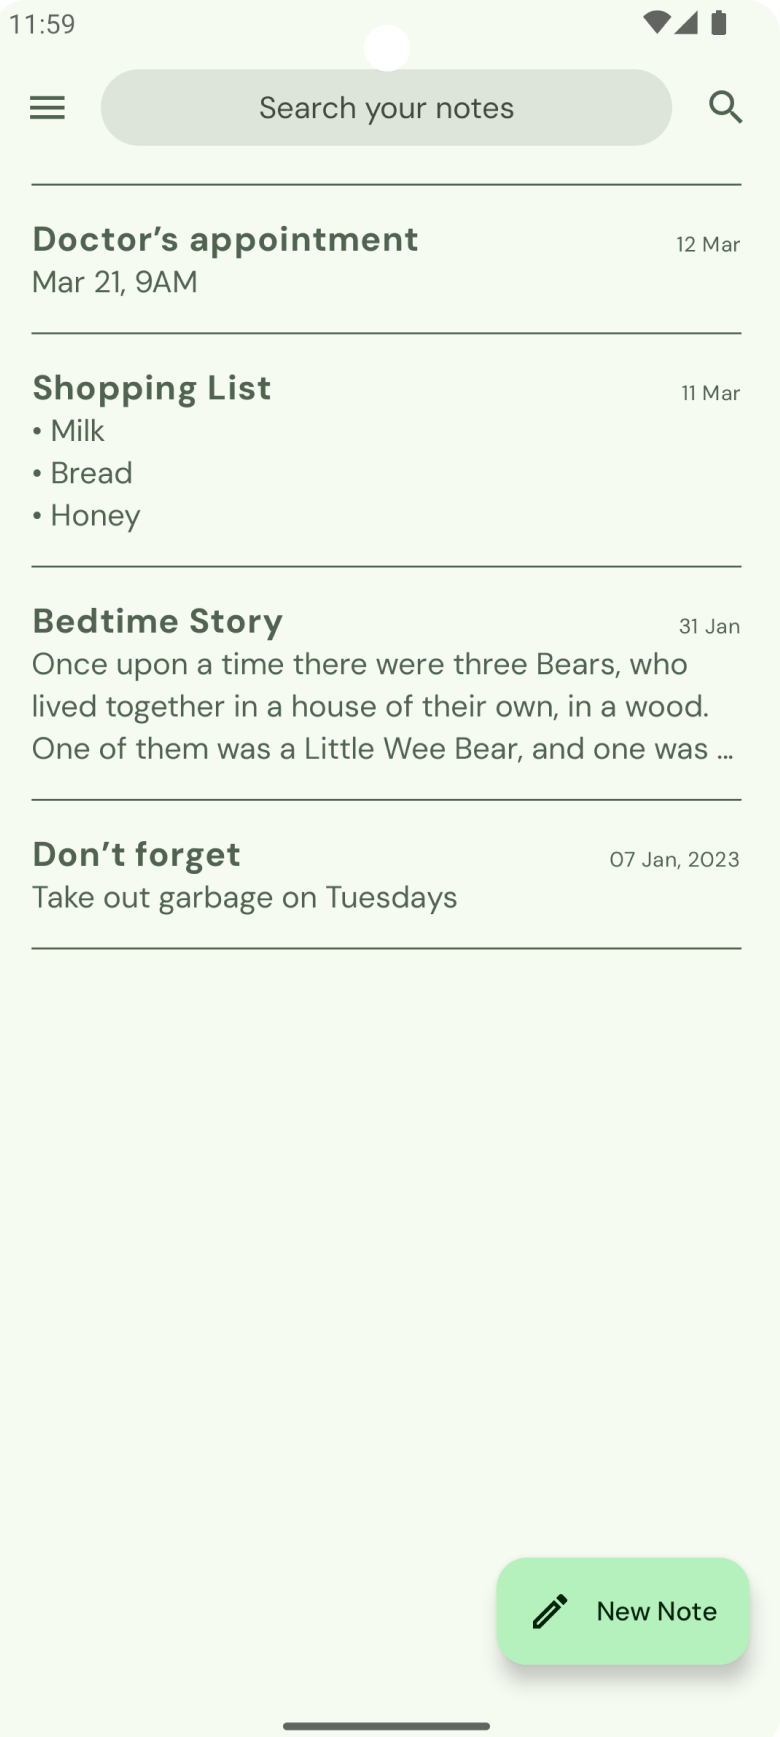 11:59
Search your notes
Doctor’s appointment
12 Mar
Mar 21, 9AM
Shopping List
11 Mar
• Milk
• Bread
• Honey
Bedtime Story
31 Jan
Once upon a time there were three Bears, who
lived together in a house of their own, in a wood.
One of them was a Little Wee Bear, and one was ...
Don’t forget
07 Jan, 2023
Take out garbage on Tuesdays
New Note